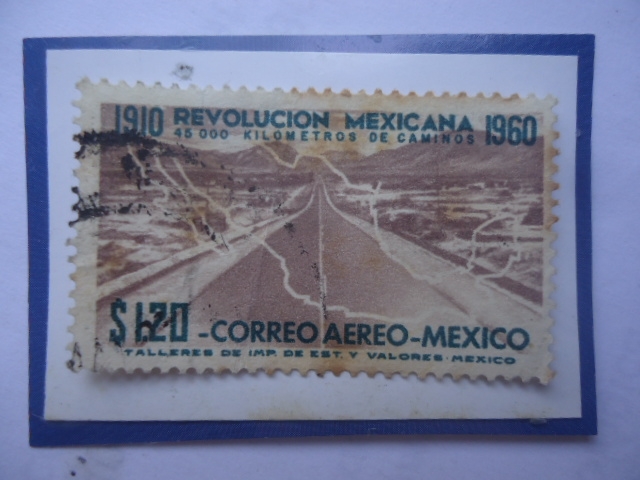 1910 REVOLUCION MEXICANA 1960
45 000 KILOMETROS DE CAMINOS
$ 1.20 -CORREO AEREO-MEXICO
TALLERES DE IMP. DE EST. Y VALORES-MEXICO